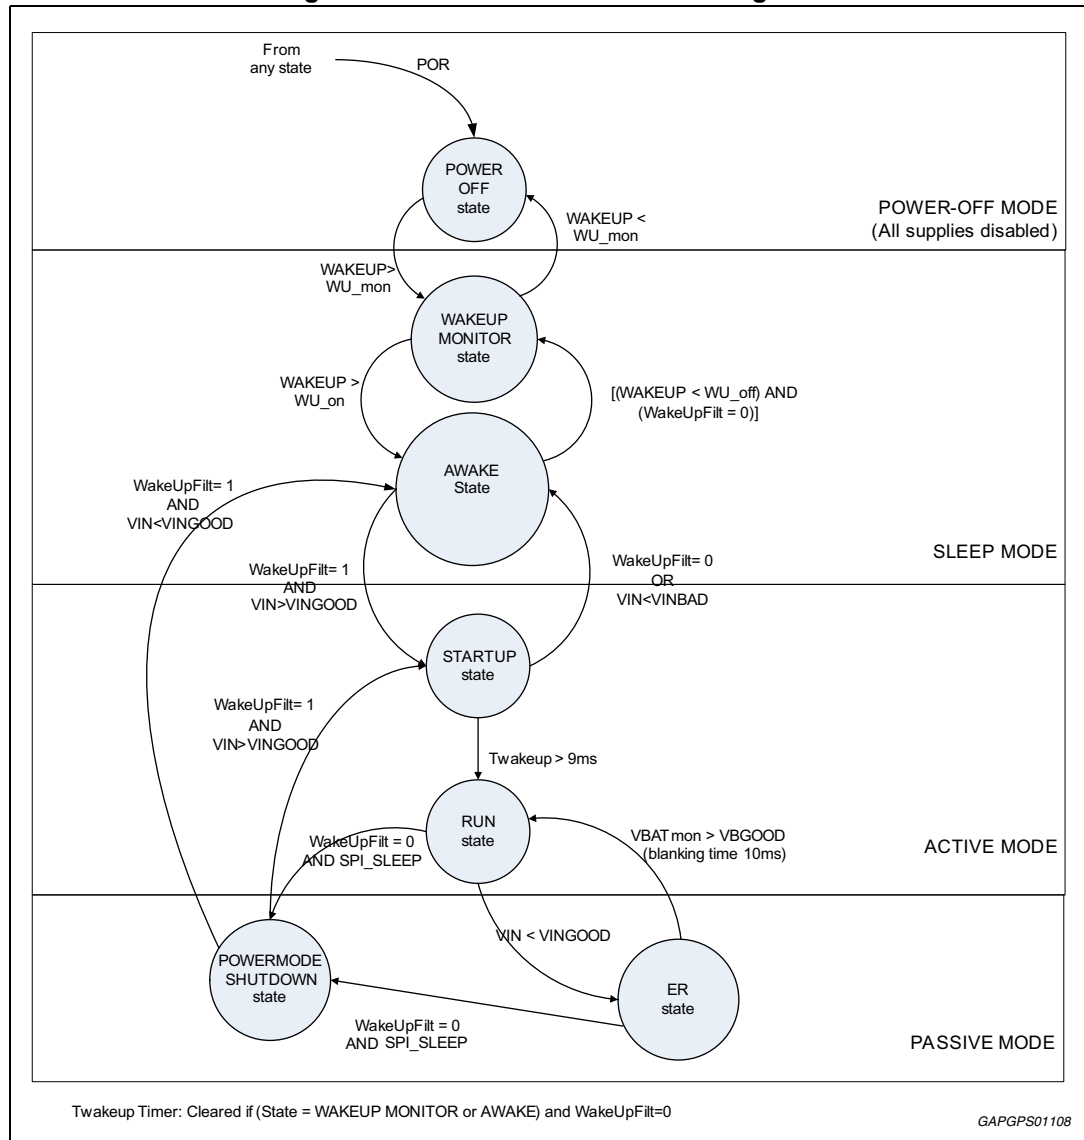 From
any state
POR
POWER
OFF
state
POWER-OFF MODE
(All supplies disabled)
WAKEUP <
WU_mon
WAKEUP>
WU_mon
WAKEUP
MONITOR
state
WAKEUP >
WU_on
[(WAKEUP < WU_off) AND
(WakeUpFilt = 0)]
AWAKE
State
WakeUpFilt= 1
AND
VIN<VINGOOD
SLEEP MODE
WakeUpFilt= 1
AND
VIN>VINGOOD
WakeUpFilt= 0
OR
VIN<VINBAD
STARTUP
state
WakeUpFilt= 1
AND
VIN>VINGOOD
Twakeup > 9ms
RUN
state
VBATmon > VBGOOD
(blanking time 10ms)
ACTIVE MODE
WakeUpFilt = 0
AND SPI_SLEEP
VIN < VINGOOD
POWERMODE
SHUTDOWN
state
ER
state
WakeUpFilt = 0
AND SPI_SLEEP
PASSIVE MODE
Twakeup Timer: Cleared if (State = WAKEUP MONITOR or AWAKE) and WakeUpFilt=0
GAPGPS01108